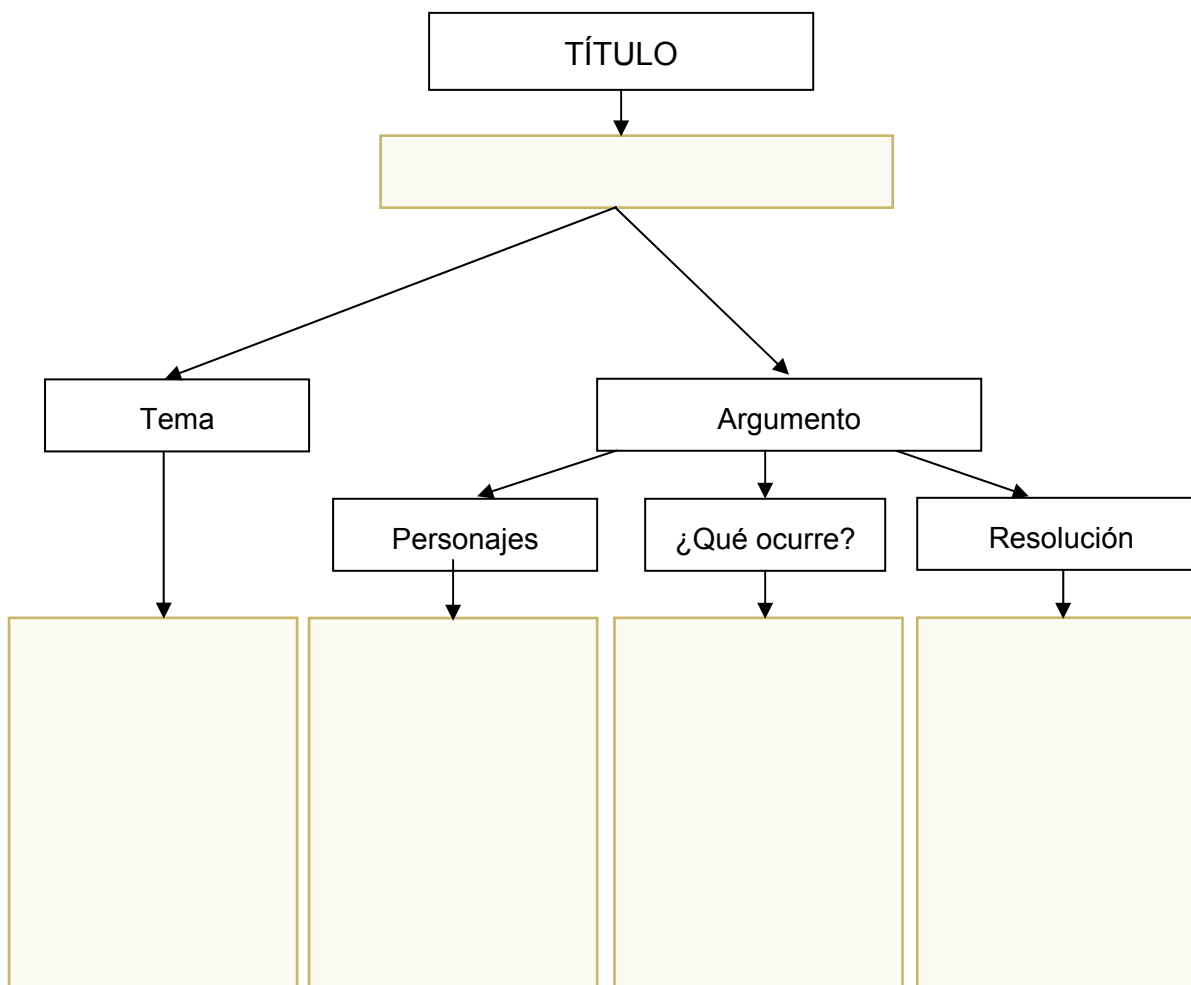 TÍTULO
Tema
Argumento
Personajes
¿Qué ocurre?
Resolución